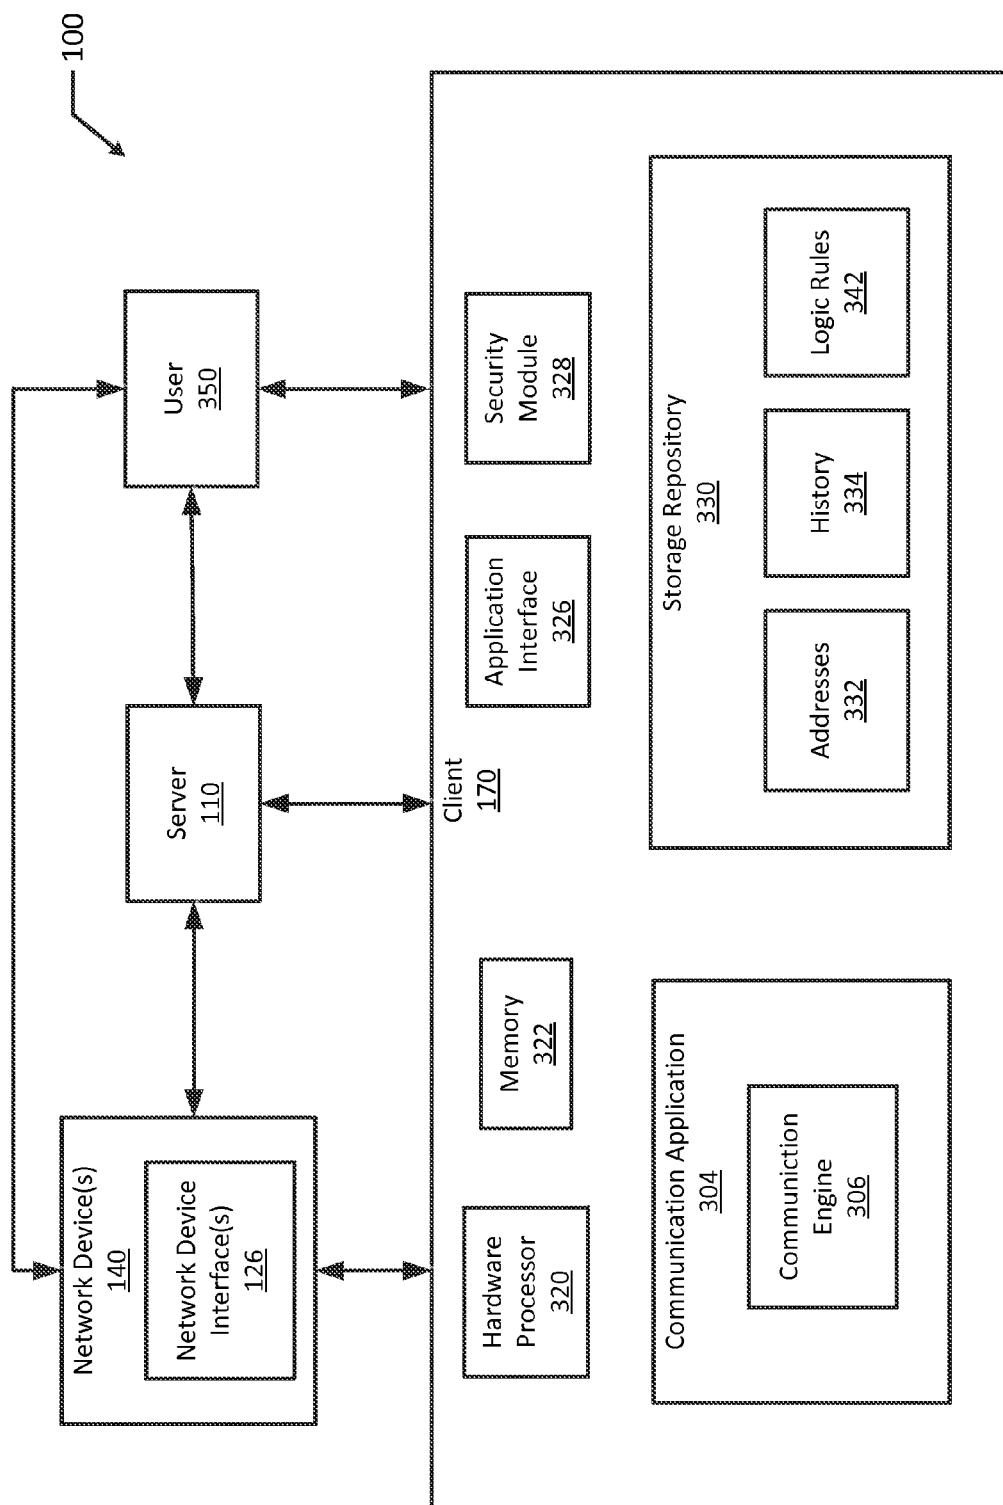 100
Network Device(s)
140
Network Device
Interface(s)
126
Server
110
User
350
Client
170
Hardware
Processor
320
Memory
322
Application
Interface
326
Security
Module
328
Communication Application
304
Communiction
Engine
306
Storage Repository
330
Addresses
332
History
334
Logic Rules
342